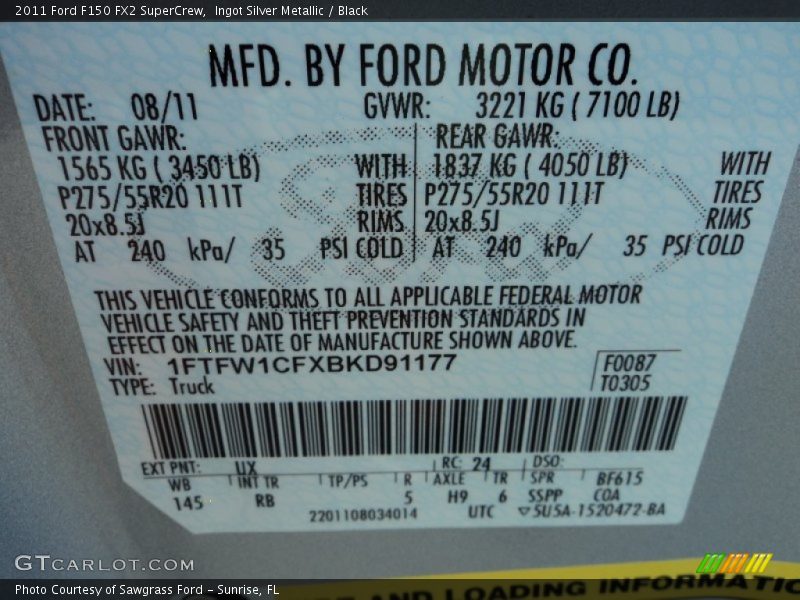 2011 Ford F150 FX2 SuperCrew,  Ingot Silver Metallic / Black
MFD. BY FORD MOTOR CO.
DATE: 08/11 GVWR: 3221 KG ( 7100 LB)
FRONT GAWR: REAR GAWR:
1565 KG ( 3450 LB) WITH 1837 KG ( 4050 LB) WITH
P275/55R20 111T TIRES P275/55R20 111T TIRES
20x8.5J RIMS 20x8.5J RIMS
AT 240 kPa/ 35 PSI COLD AT 240 kPa/ 35 PSI COLD
THIS VEHICLE CONFORMS TO ALL APPLICABLE FEDERAL MOTOR
VEHICLE SAFETY AND THEFT PREVENTION STANDARDS IN
EFFECT ON THE DATE OF MANUFACTURE SHOWN ABOVE.
VIN: 1FTFW1CFXBKD91177 F0087
TYPE: Truck T0305
EXT PNT: UX RC: 24 DSO:
WB INT TR TP/PS R AXLE TR SPR BF615
145 RB 5 H9 6 SSPP COA
2201108034014 UTC ▽5U5A-1520472-BA
GTCARLOT.COM
AND LOADING INFORMATIO
Photo Courtesy of Sawgrass Ford – Sunrise, FL